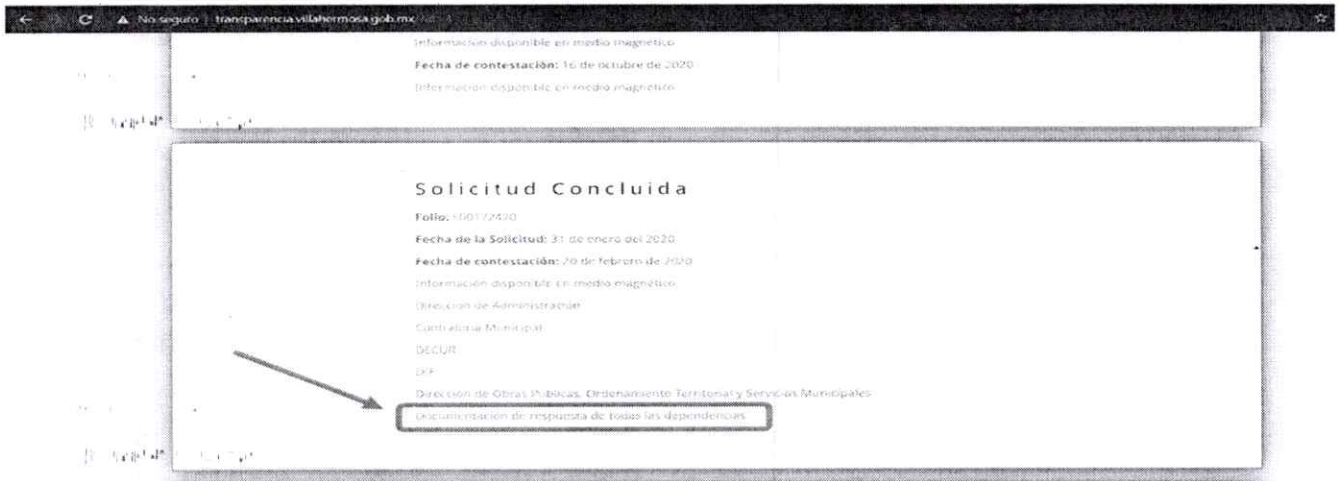 No seguro transparencia.villahermosa.gob.mx
Información disponible en medio magnético
Fecha de contestación: 16 de octubre de 2020
Información disponible en medio magnético
Solicitud Concluida
Folio:
Fecha de la Solicitud: 31 de enero del 2020
Fecha de contestación: 20 de febrero de 2020
Información disponible en medio magnético
Dirección de Administración
Contraloría Municipal
DECUR
DIF
Dirección de Obras Públicas, Ordenamiento Territorial y Servicios Municipales
Documentación de respuesta de todas las dependencias